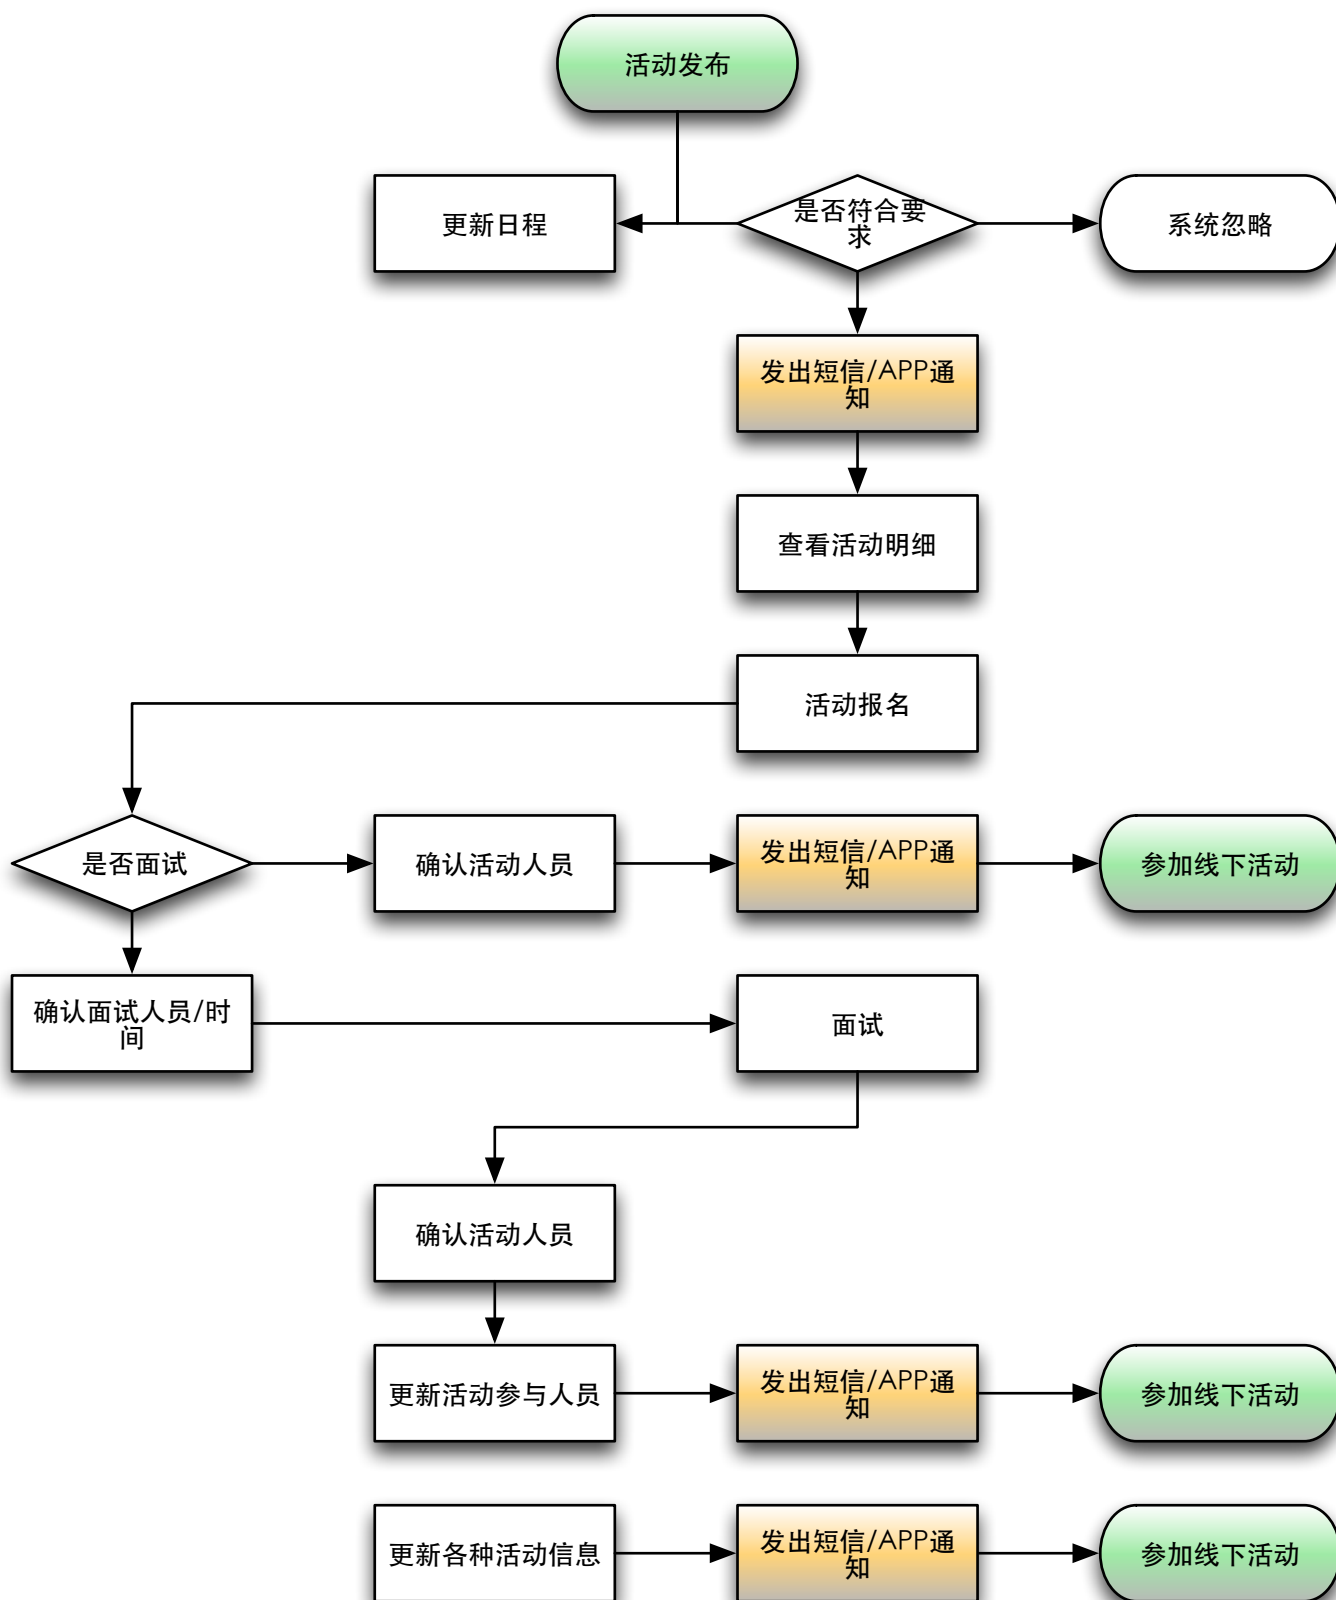 活动发布
更新日程
是否符合要
求
系统忽略
发出短信/APP通
知
查看活动明细
活动报名
是否面试
确认活动人员
发出短信/APP通
知
参加线下活动
确认面试人员/时
间
面试
确认活动人员
更新活动参与人员
发出短信/APP通
知
参加线下活动
更新各种活动信息
发出短信/APP通
知
参加线下活动